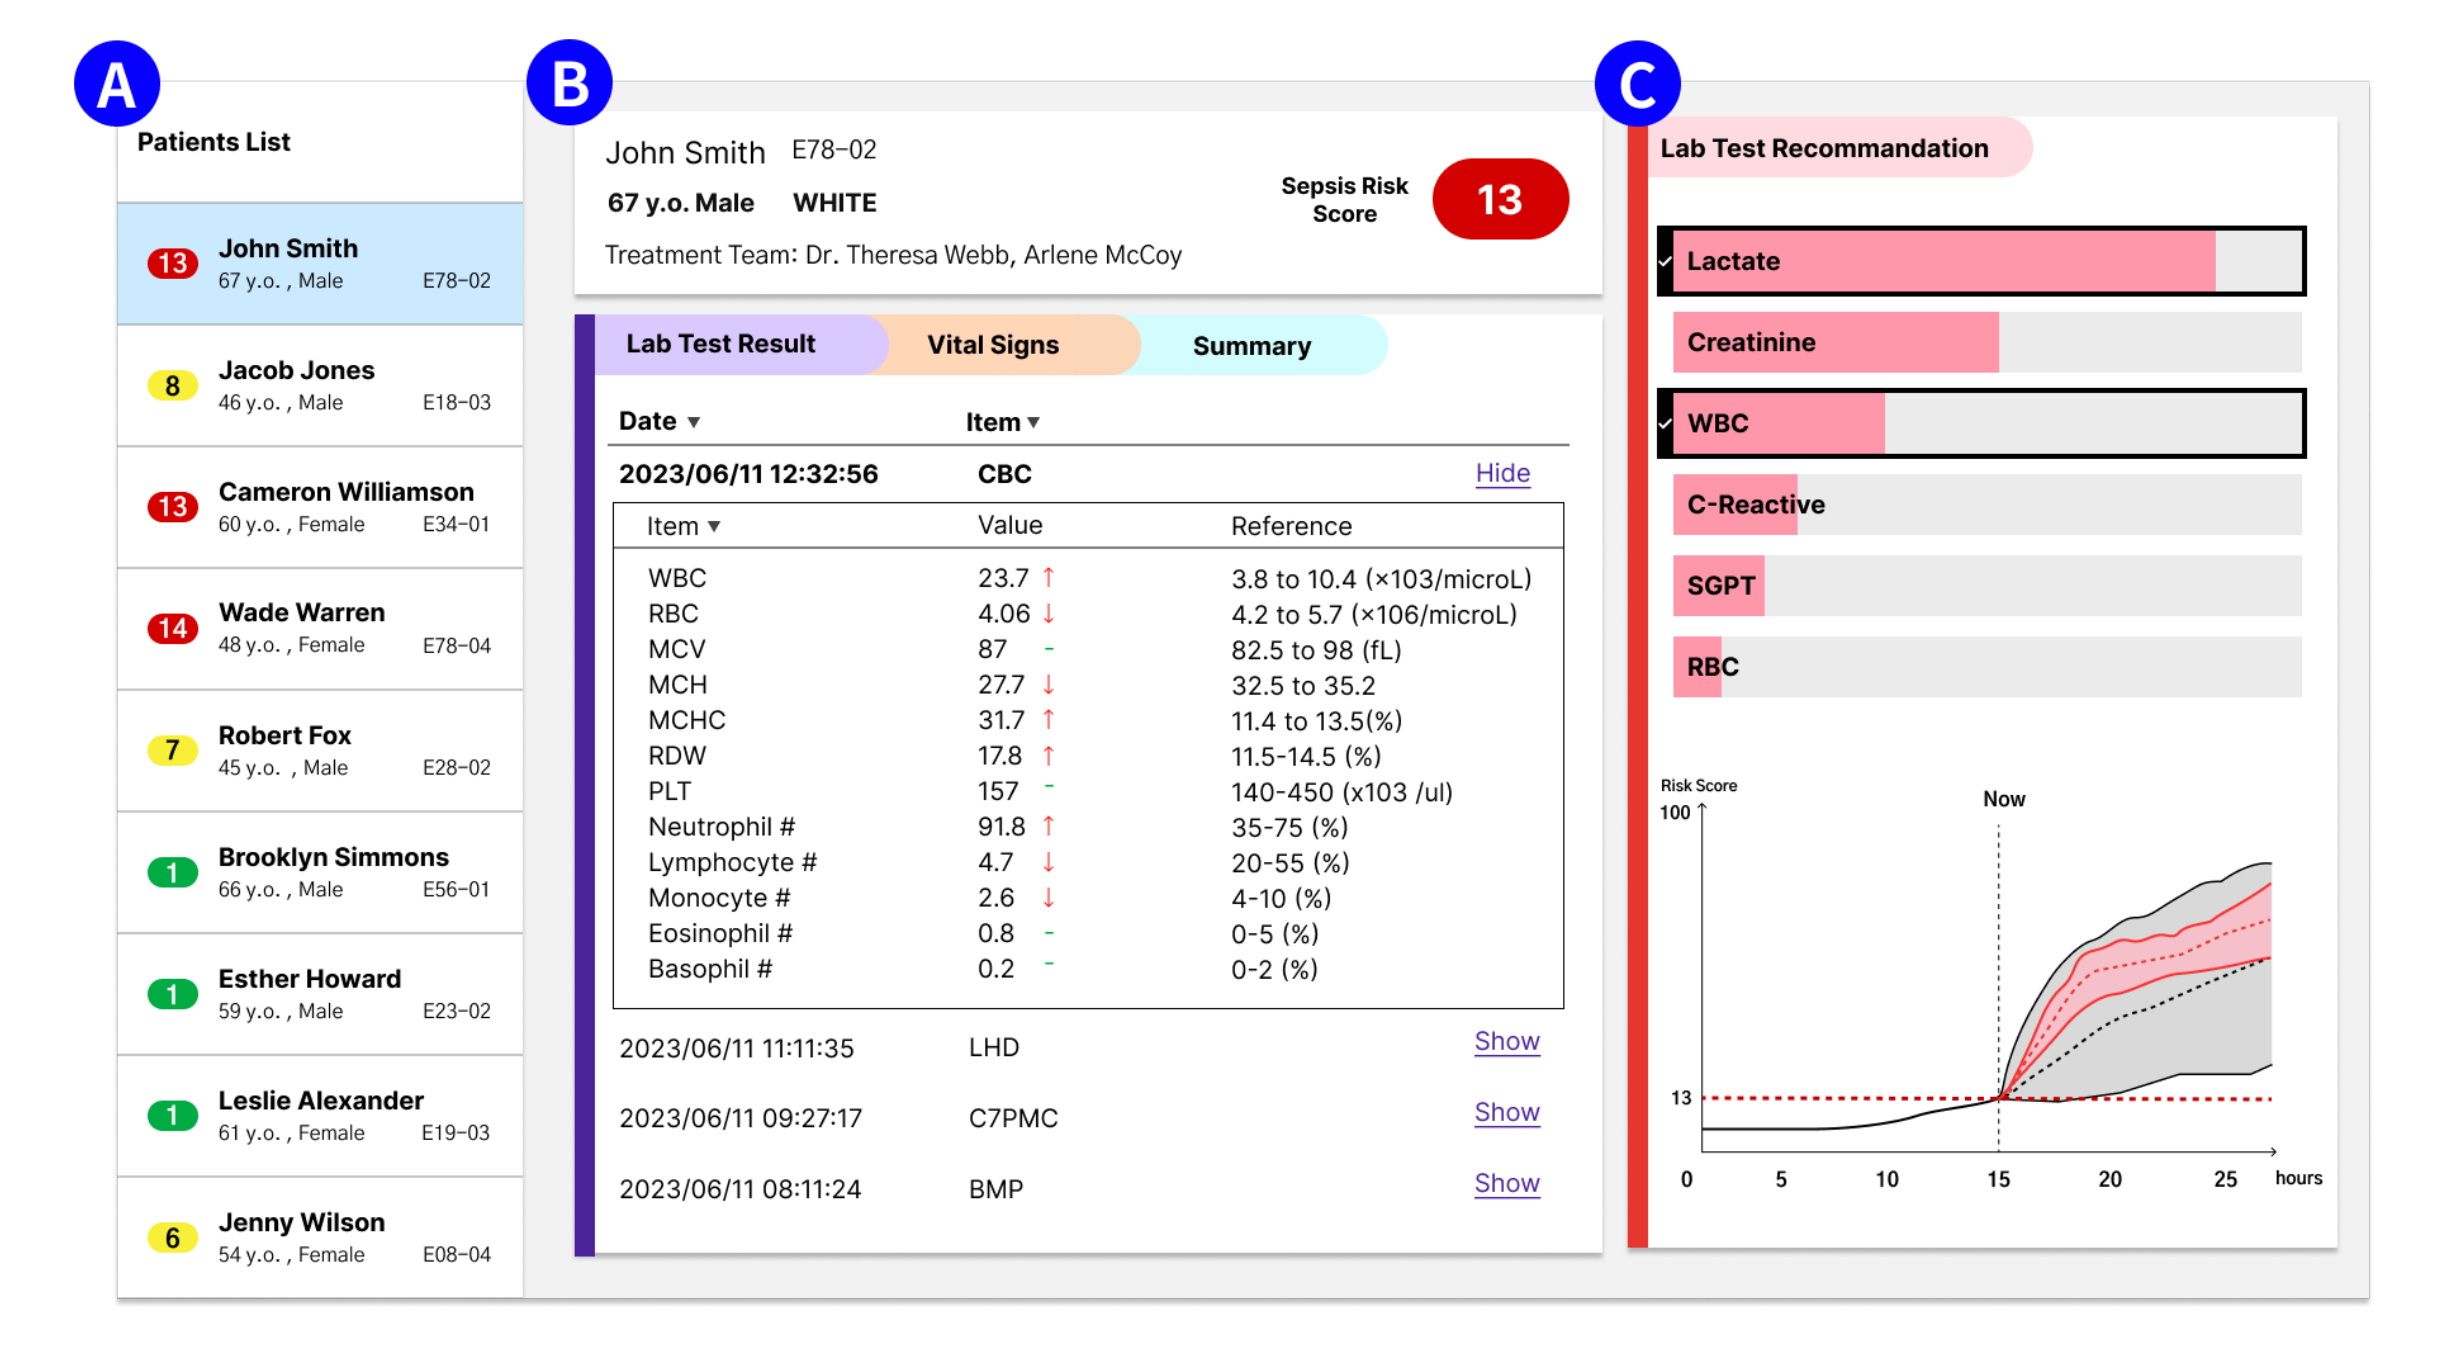 A
Patients List
13
John Smith
67 y.o. , Male E78-02
8
Jacob Jones
46 y.o. , Male E18-03
13
Cameron Williamson
60 y.o. , Female E34-01
14
Wade Warren
48 y.o. , Female E78-04
7
Robert Fox
45 y.o. , Male E28-02
1
Brooklyn Simmons
66 y.o. , Male E56-01
1
Esther Howard
59 y.o. , Male E23-02
1
Leslie Alexander
61 y.o. , Female E19-03
6
Jenny Wilson
54 y.o. , Female E08-04
B
John Smith E78-02
67 y.o. Male WHITE
Treatment Team: Dr. Theresa Webb, Arlene McCoy
Sepsis Risk
Score
13
Lab Test Result Vital Signs Summary
Date ▼ Item ▼
2023/06/11 12:32:56 CBC Hide
Item ▼ Value Reference
WBC 23.7 ↑ 3.8 to 10.4 (×103/microL)
RBC 4.06 ↓ 4.2 to 5.7 (×106/microL)
MCV 87 - 82.5 to 98 (fL)
MCH 27.7 ↓ 32.5 to 35.2
MCHC 31.7 ↑ 11.4 to 13.5(%)
RDW 17.8 ↑ 11.5-14.5 (%)
PLT 157 - 140-450 (x103 /ul)
Neutrophil # 91.8 ↑ 35-75 (%)
Lymphocyte # 4.7 ↓ 20-55 (%)
Monocyte # 2.6 ↓ 4-10 (%)
Eosinophil # 0.8 - 0-5 (%)
Basophil # 0.2 - 0-2 (%)
2023/06/11 11:11:35 LHD Show
2023/06/11 09:27:17 C7PMC Show
2023/06/11 08:11:24 BMP Show
C
Lab Test Recommandation
Lactate
Creatinine
WBC
C-Reactive
SGPT
RBC
Risk Score
100
Now
13
0 5 10 15 20 25 hours